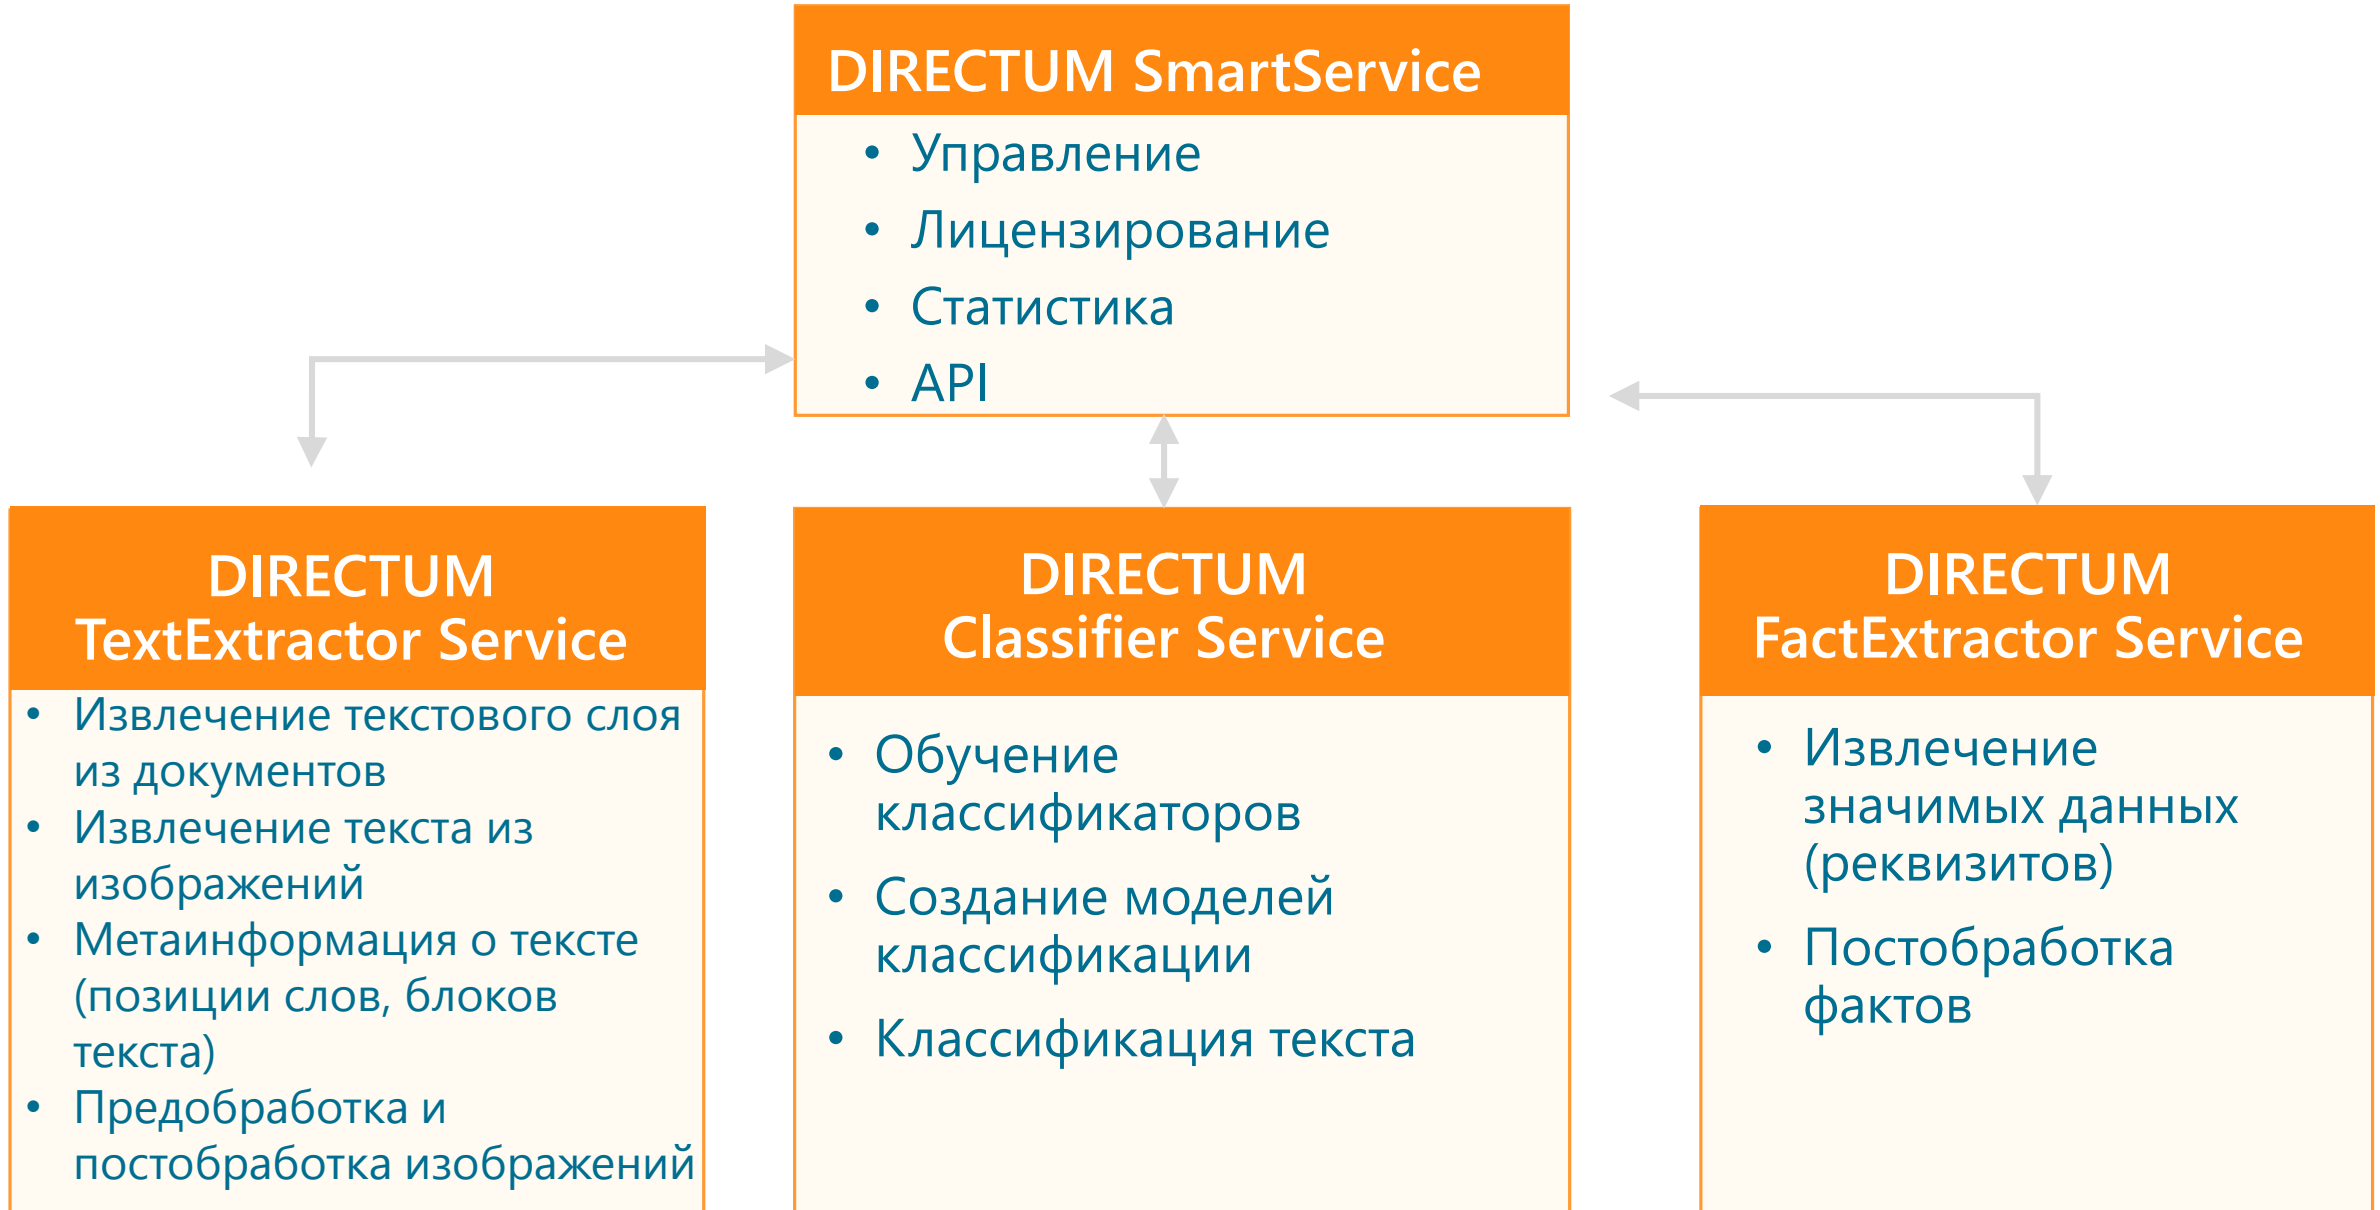 DIRECTUM SmartService
• Управление
• Лицензирование
• Статистика
• API
DIRECTUM
TextExtractor Service
• Извлечение текстового слоя
из документов
• Извлечение текста из
изображений
• Метаинформация о тексте
(позиции слов, блоков
текста)
• Предобработка и
постобработка изображений
DIRECTUM
Classifier Service
• Обучение
классификаторов
• Создание моделей
классификации
• Классификация текста
DIRECTUM
FactExtractor Service
• Извлечение
значимых данных
(реквизитов)
• Постобработка
фактов